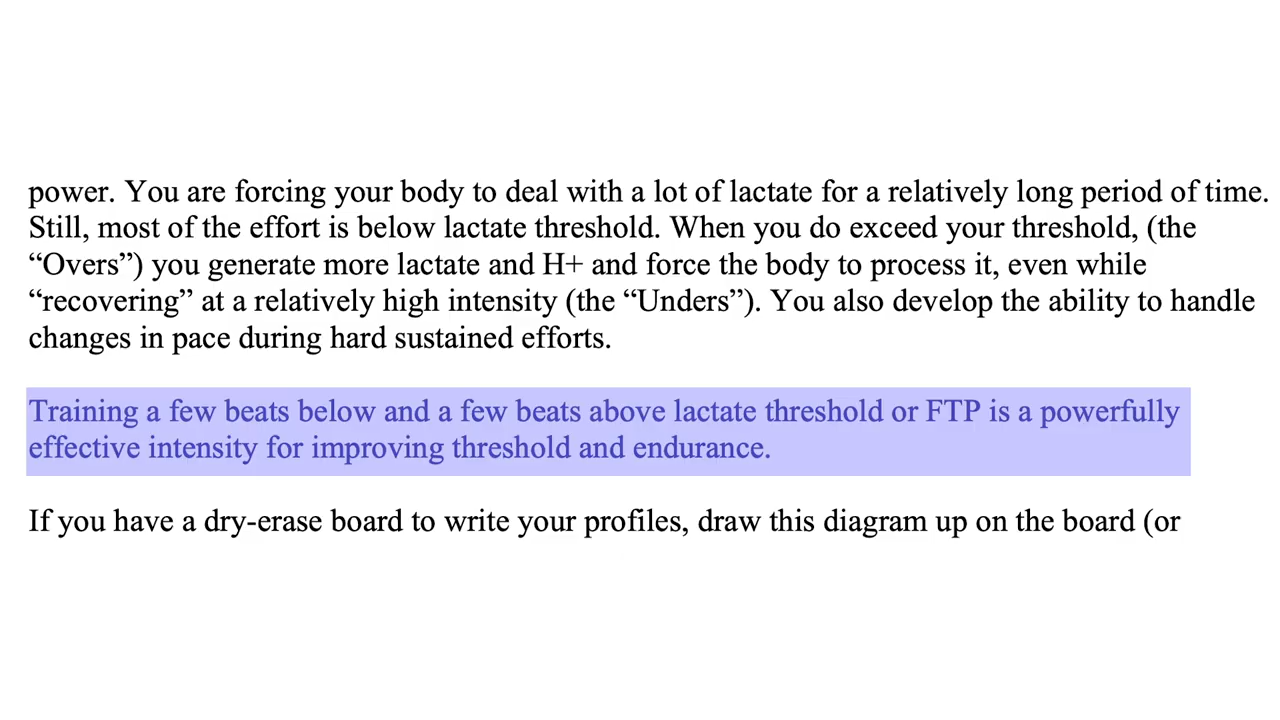 power. You are forcing your body to deal with a lot of lactate for a relatively long period of time.
Still, most of the effort is below lactate threshold. When you do exceed your threshold, (the
“Overs”) you generate more lactate and H+ and force the body to process it, even while
“recovering” at a relatively high intensity (the “Unders”). You also develop the ability to handle
changes in pace during hard sustained efforts.
Training a few beats below and a few beats above lactate threshold or FTP is a powerfully
effective intensity for improving threshold and endurance.
If you have a dry-erase board to write your profiles, draw this diagram up on the board (or